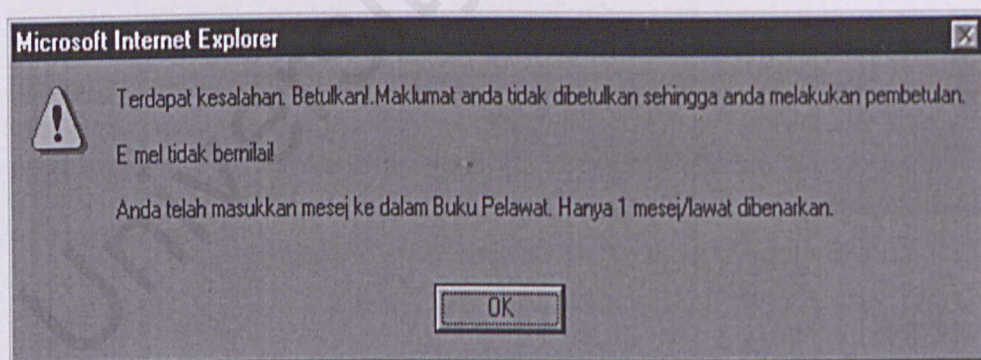 Microsoft Internet Explorer
Terdapat kesalahan. Betulkan!.Maklumat anda tidak dibetulkan sehingga anda melakukan pembetulan.
E mel tidak bernilai!
Anda telah masukkan mesej ke dalam Buku Pelawat. Hanya 1 mesej/lawat dibenarkan.
OK